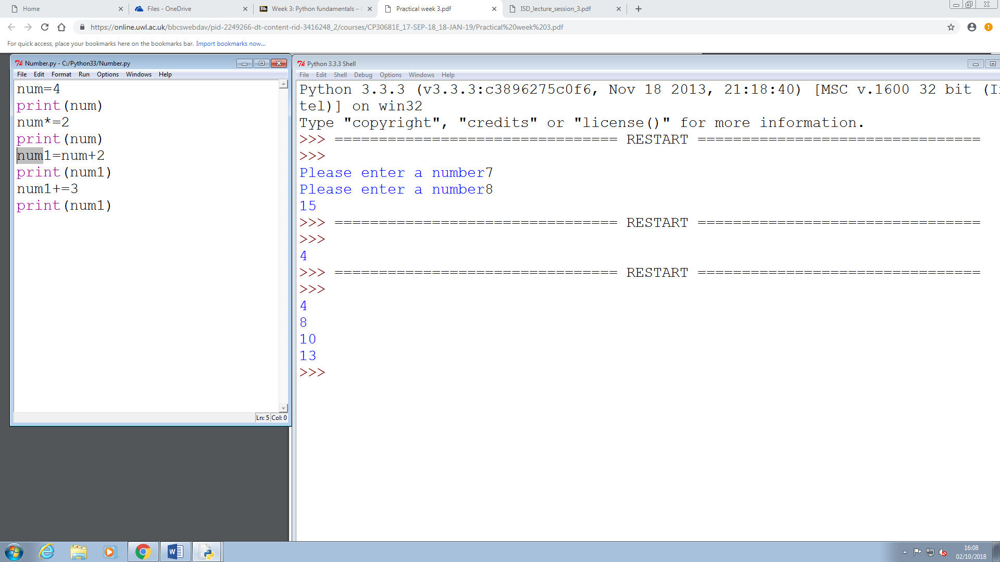 Home
Files - OneDrive
Bb Week 3: Python fundamentals –
Practical week 3.pdf
ISD_lecture_session_3.pdf
https://online.uwl.ac.uk/bbcswebdav/pid-2249266-dt-content-rid-3416248_2/courses/CP30681E_17-SEP-18_18-JAN-19/Practical%20week%203.pdf
For quick access, place your bookmarks here on the bookmarks bar. Import bookmarks now...
Number.py - C:/Python33/Number.py
File Edit Format Run Options Windows Help
num=4
print(num)
num*=2
print(num)
num1=num+2
print(num1)
num1+=3
print(num1)
Ln: 5 Col: 0
Python 3.3.3 Shell
File Edit Shell Debug Options Windows Help
Python 3.3.3 (v3.3.3:c3896275c0f6, Nov 18 2013, 21:18:40) [MSC v.1600 32 bit (In
tel)] on win32
Type "copyright", "credits" or "license()" for more information.
>>> ================================ RESTART ================================
>>>
Please enter a number7
Please enter a number8
15
>>> ================================ RESTART ================================
>>>
4
>>> ================================ RESTART ================================
>>>
4
8
10
13
>>>
16:08
02/10/2018